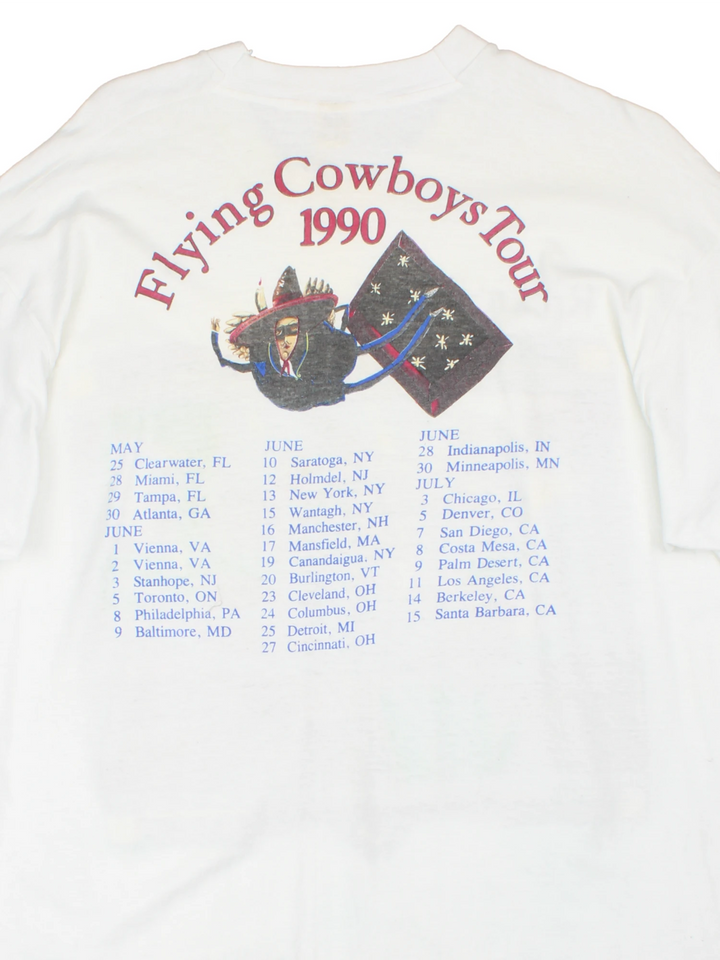 Flying Cowboys Tour
1990
MAY
25 Clearwater, FL
28 Miami, FL
29 Tampa, FL
30 Atlanta, GA
JUNE
1 Vienna, VA
2 Vienna, VA
3 Stanhope, NJ
5 Toronto, ON
8 Philadelphia, PA
9 Baltimore, MD
JUNE
10 Saratoga, NY
12 Holmdel, NJ
13 New York, NY
15 Wantagh, NY
16 Manchester, NH
17 Mansfield, MA
19 Canandaigua, NY
20 Burlington, VT
23 Cleveland, OH
24 Columbus, OH
25 Detroit, MI
27 Cincinnati, OH
JUNE
28 Indianapolis, IN
30 Minneapolis, MN
JULY
3 Chicago, IL
5 Denver, CO
7 San Diego, CA
8 Costa Mesa, CA
9 Palm Desert, CA
11 Los Angeles, CA
14 Berkeley, CA
15 Santa Barbara, CA